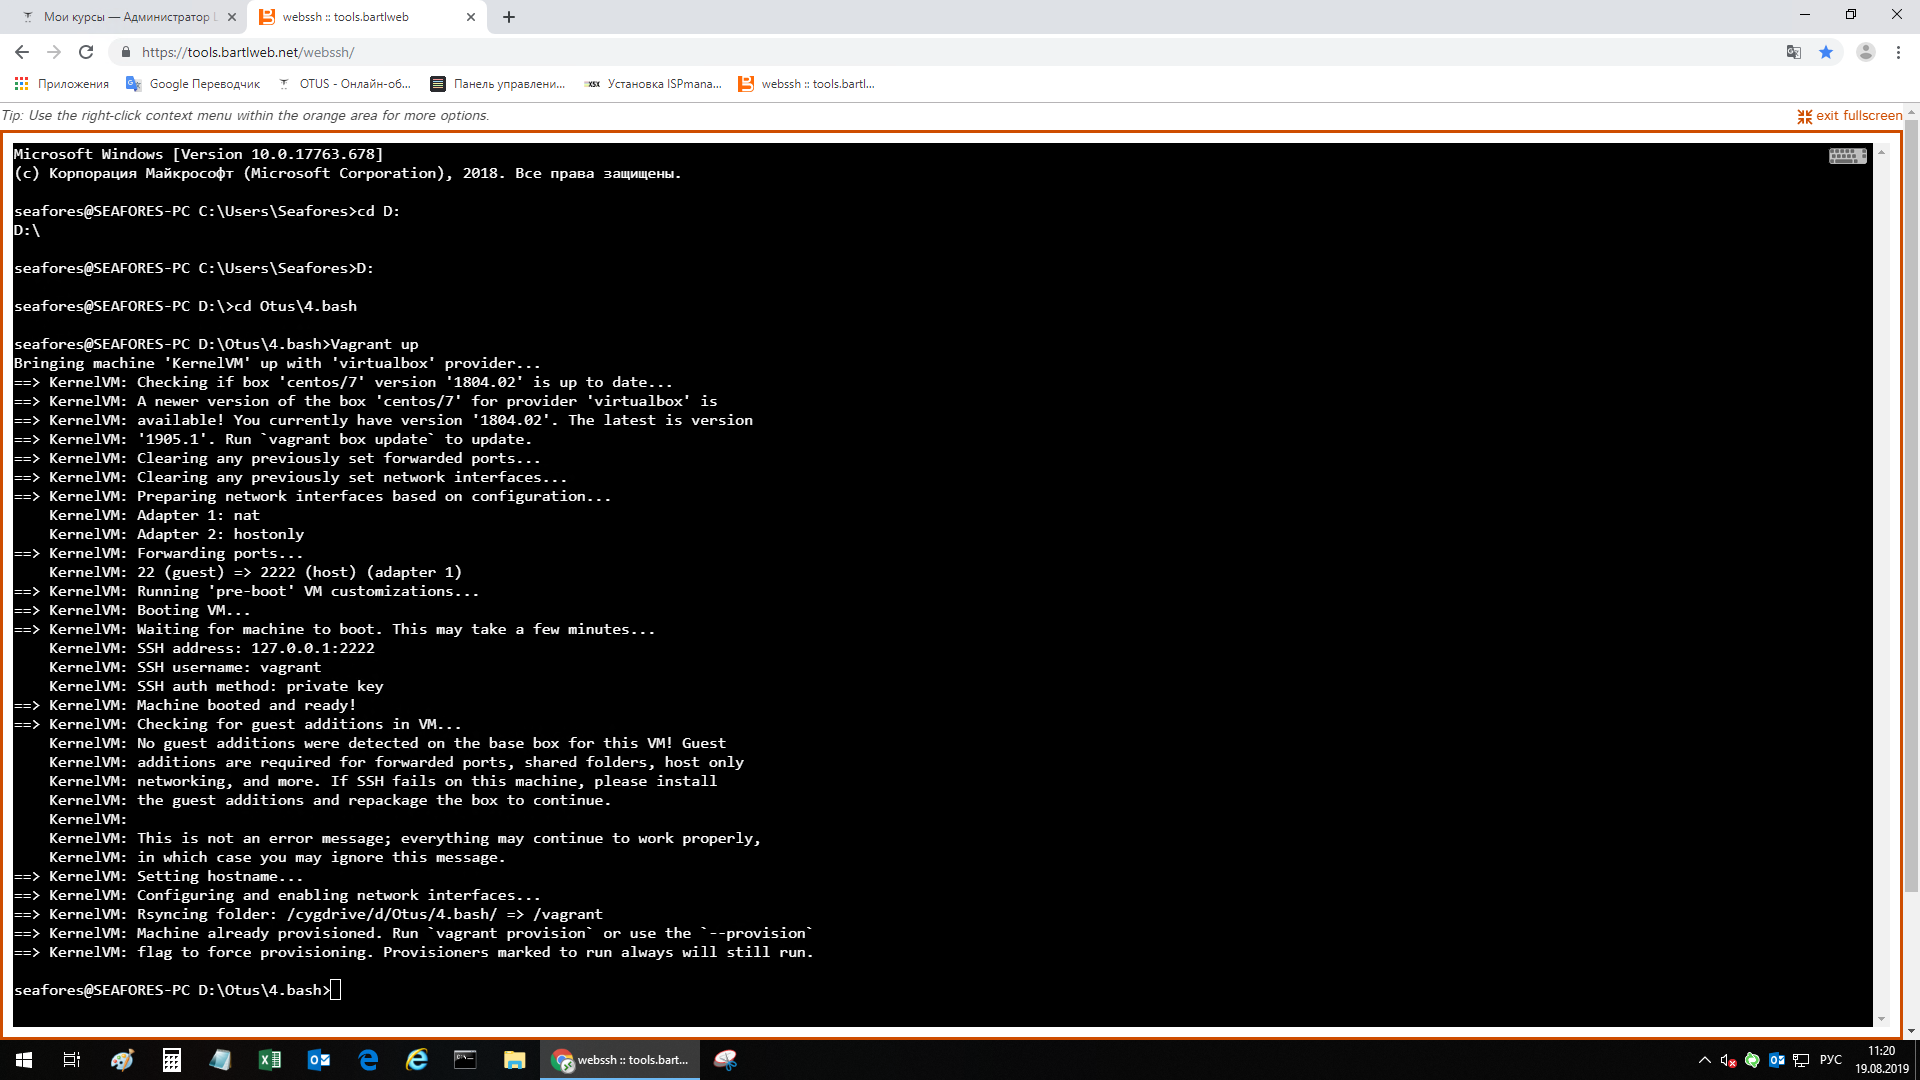 Мои курсы — Администратор L
webssh :: tools.bartlweb
https://tools.bartlweb.net/webssh/
Приложения
Google Переводчик
OTUS - Онлайн-об...
Панель управлени...
Установка ISPmana...
webssh :: tools.bartl...
Tip: Use the right-click context menu within the orange area for more options.
exit fullscreen
Microsoft Windows [Version 10.0.17763.678]
(c) Корпорация Майкрософт (Microsoft Corporation), 2018. Все права защищены.
seafores@SEAFORES-PC C:\Users\Seafores>cd D:
D:\
seafores@SEAFORES-PC C:\Users\Seafores>D:
seafores@SEAFORES-PC D:\>cd Otus\4.bash
seafores@SEAFORES-PC D:\Otus\4.bash>Vagrant up
Bringing machine 'KernelVM' up with 'virtualbox' provider...
==> KernelVM: Checking if box 'centos/7' version '1804.02' is up to date...
==> KernelVM: A newer version of the box 'centos/7' for provider 'virtualbox' is
==> KernelVM: available! You currently have version '1804.02'. The latest is version
==> KernelVM: '1905.1'. Run `vagrant box update` to update.
==> KernelVM: Clearing any previously set forwarded ports...
==> KernelVM: Clearing any previously set network interfaces...
==> KernelVM: Preparing network interfaces based on configuration...
KernelVM: Adapter 1: nat
KernelVM: Adapter 2: hostonly
==> KernelVM: Forwarding ports...
KernelVM: 22 (guest) => 2222 (host) (adapter 1)
==> KernelVM: Running 'pre-boot' VM customizations...
==> KernelVM: Booting VM...
==> KernelVM: Waiting for machine to boot. This may take a few minutes...
KernelVM: SSH address: 127.0.0.1:2222
KernelVM: SSH username: vagrant
KernelVM: SSH auth method: private key
==> KernelVM: Machine booted and ready!
==> KernelVM: Checking for guest additions in VM...
KernelVM: No guest additions were detected on the base box for this VM! Guest
KernelVM: additions are required for forwarded ports, shared folders, host only
KernelVM: networking, and more. If SSH fails on this machine, please install
KernelVM: the guest additions and repackage the box to continue.
KernelVM:
KernelVM: This is not an error message; everything may continue to work properly,
KernelVM: in which case you may ignore this message.
==> KernelVM: Setting hostname...
==> KernelVM: Configuring and enabling network interfaces...
==> KernelVM: Rsyncing folder: /cygdrive/d/Otus/4.bash/ => /vagrant
==> KernelVM: Machine already provisioned. Run `vagrant provision` or use the `--provision`
==> KernelVM: flag to force provisioning. Provisioners marked to run always will still run.
seafores@SEAFORES-PC D:\Otus\4.bash>
webssh :: tools.bart...
РУС
11:20
19.08.2019